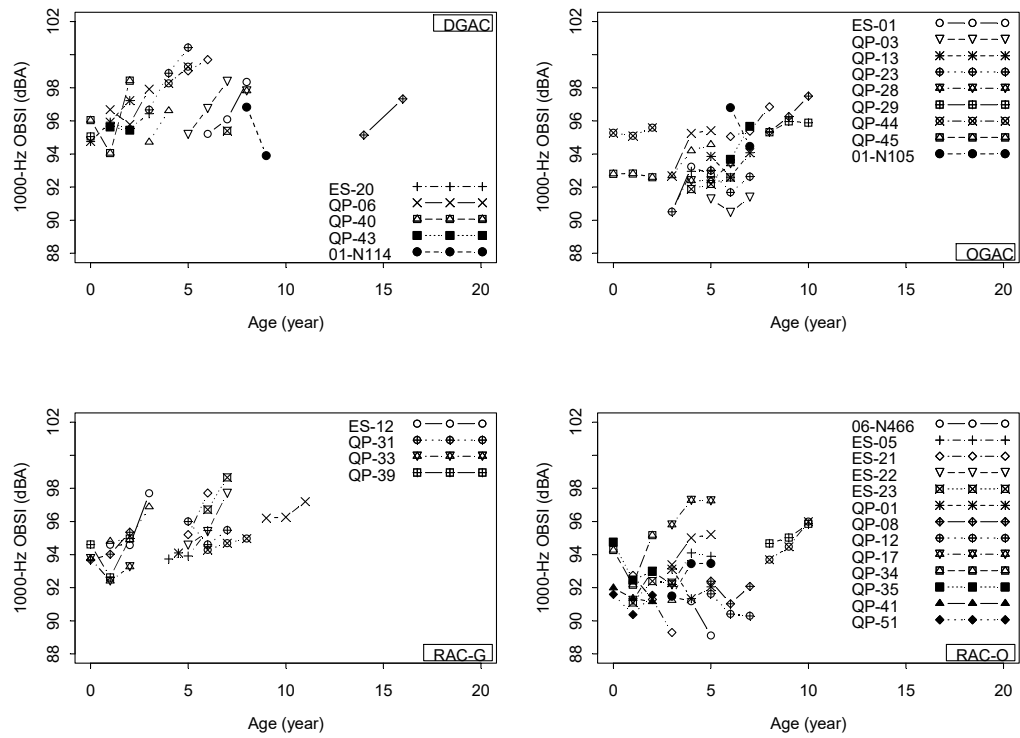 DGAC
1000-Hz OBSI (dBA)
102
98
96
94
92
90
88
ES-20
QP-06
QP-40
QP-43
01-N114
0 5 10 15 20
Age (year)
OGAC
1000-Hz OBSI (dBA)
102
98
96
94
92
90
88
ES-01
QP-03
QP-13
QP-23
QP-28
QP-29
QP-44
QP-45
01-N105
0 5 10 15 20
Age (year)
RAC-G
1000-Hz OBSI (dBA)
102
98
96
94
92
90
88
ES-12
QP-31
QP-33
QP-39
0 5 10 15 20
Age (year)
RAC-O
1000-Hz OBSI (dBA)
102
98
96
94
92
90
88
06-N466
ES-05
ES-21
ES-22
ES-23
QP-01
QP-08
QP-12
QP-17
QP-34
QP-35
QP-41
QP-51
0 5 10 15 20
Age (year)